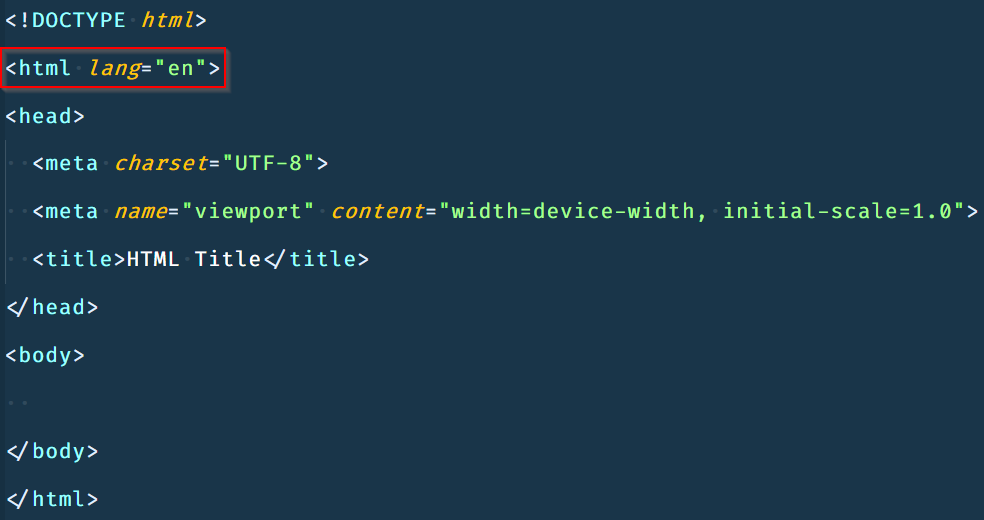 <!DOCTYPE html>
<html lang="en">
<head>
<meta charset="UTF-8">
<meta name="viewport" content="width=device-width, initial-scale=1.0">
<title>HTML Title</title>
</head>
<body>
</body>
</html>